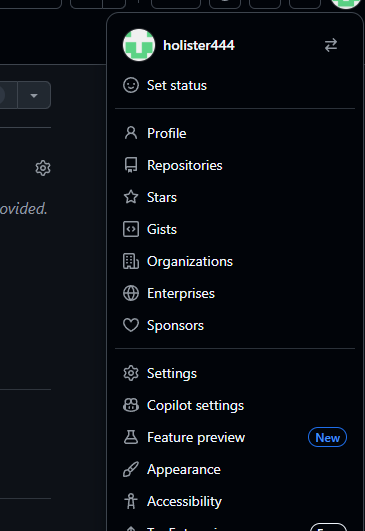 holister444
Set status
Profile
ovided.
Repositories
Stars
Gists
Organizations
Enterprises
Sponsors
Settings
Copilot settings
Feature preview New
Appearance
Accessibility